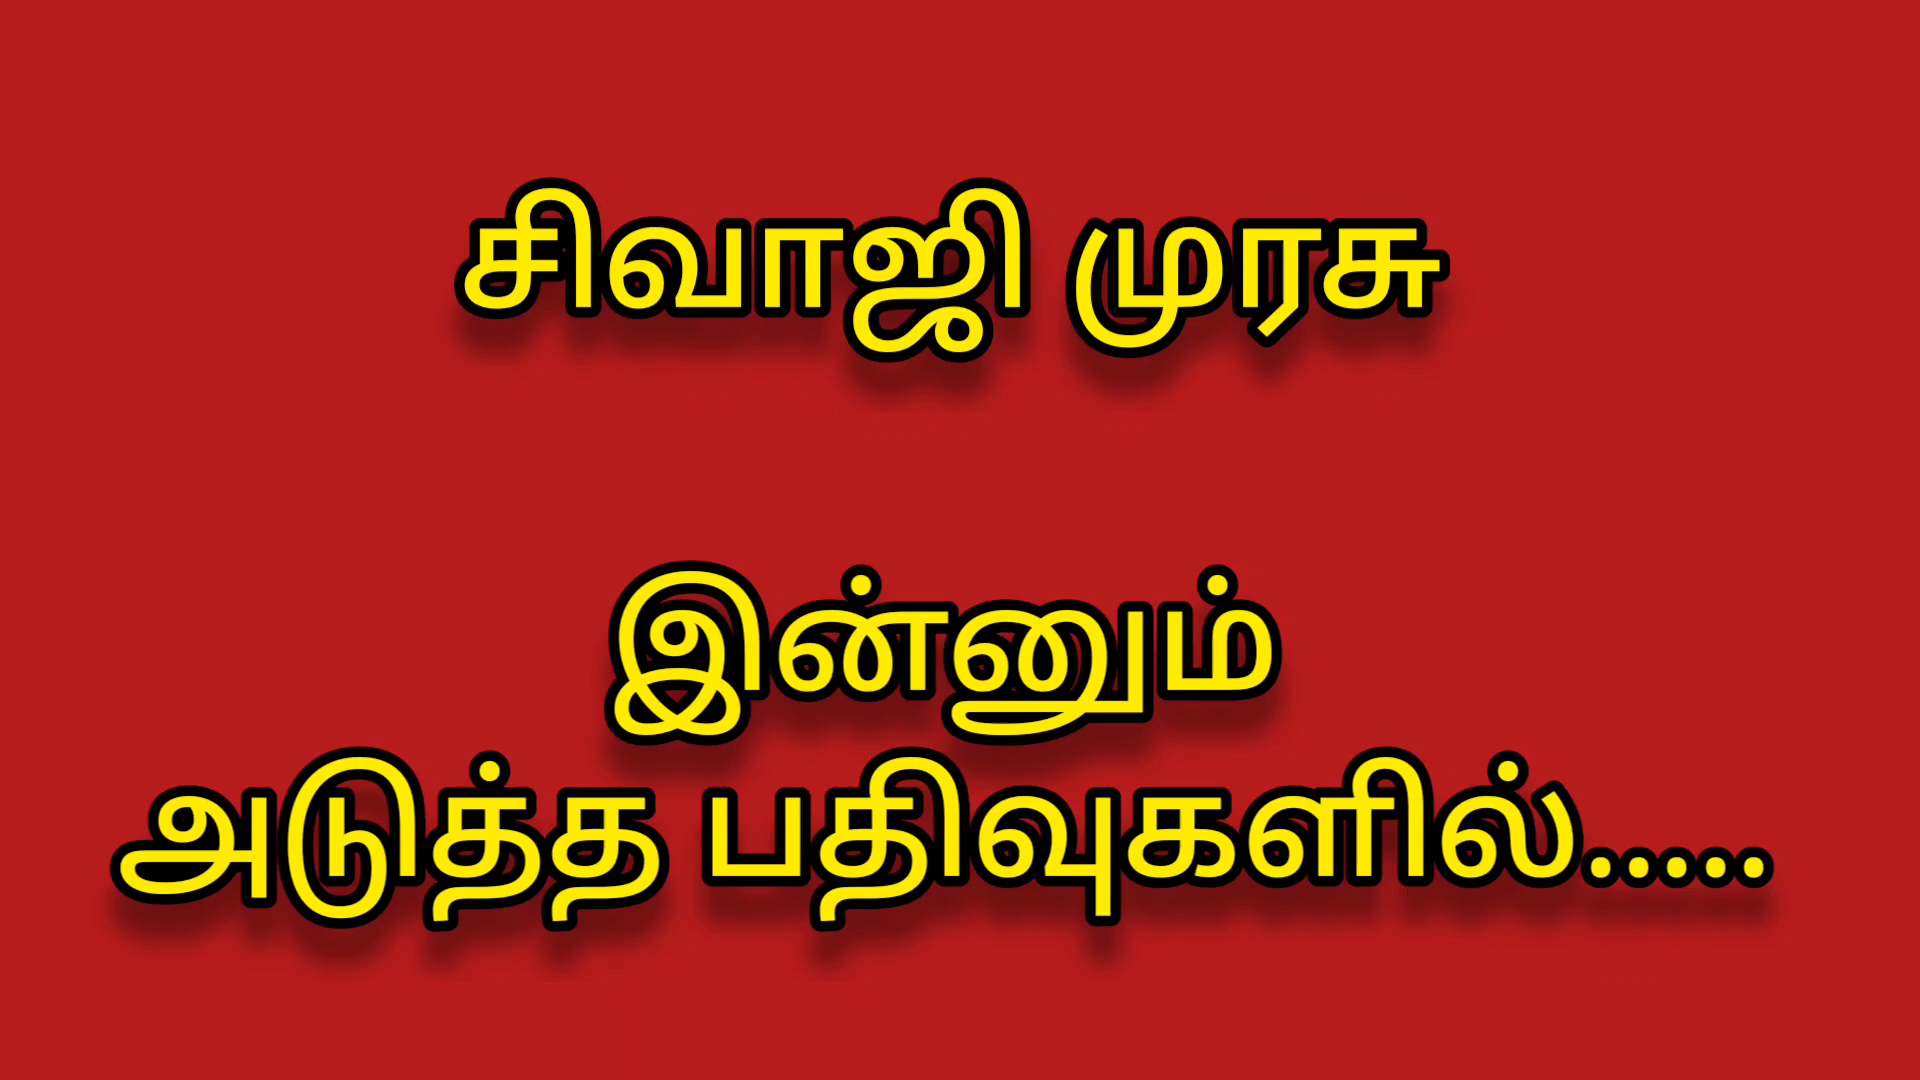 சிவாஜி முரசு
இன்னும்
அடுத்த பதிவுகளில்.....